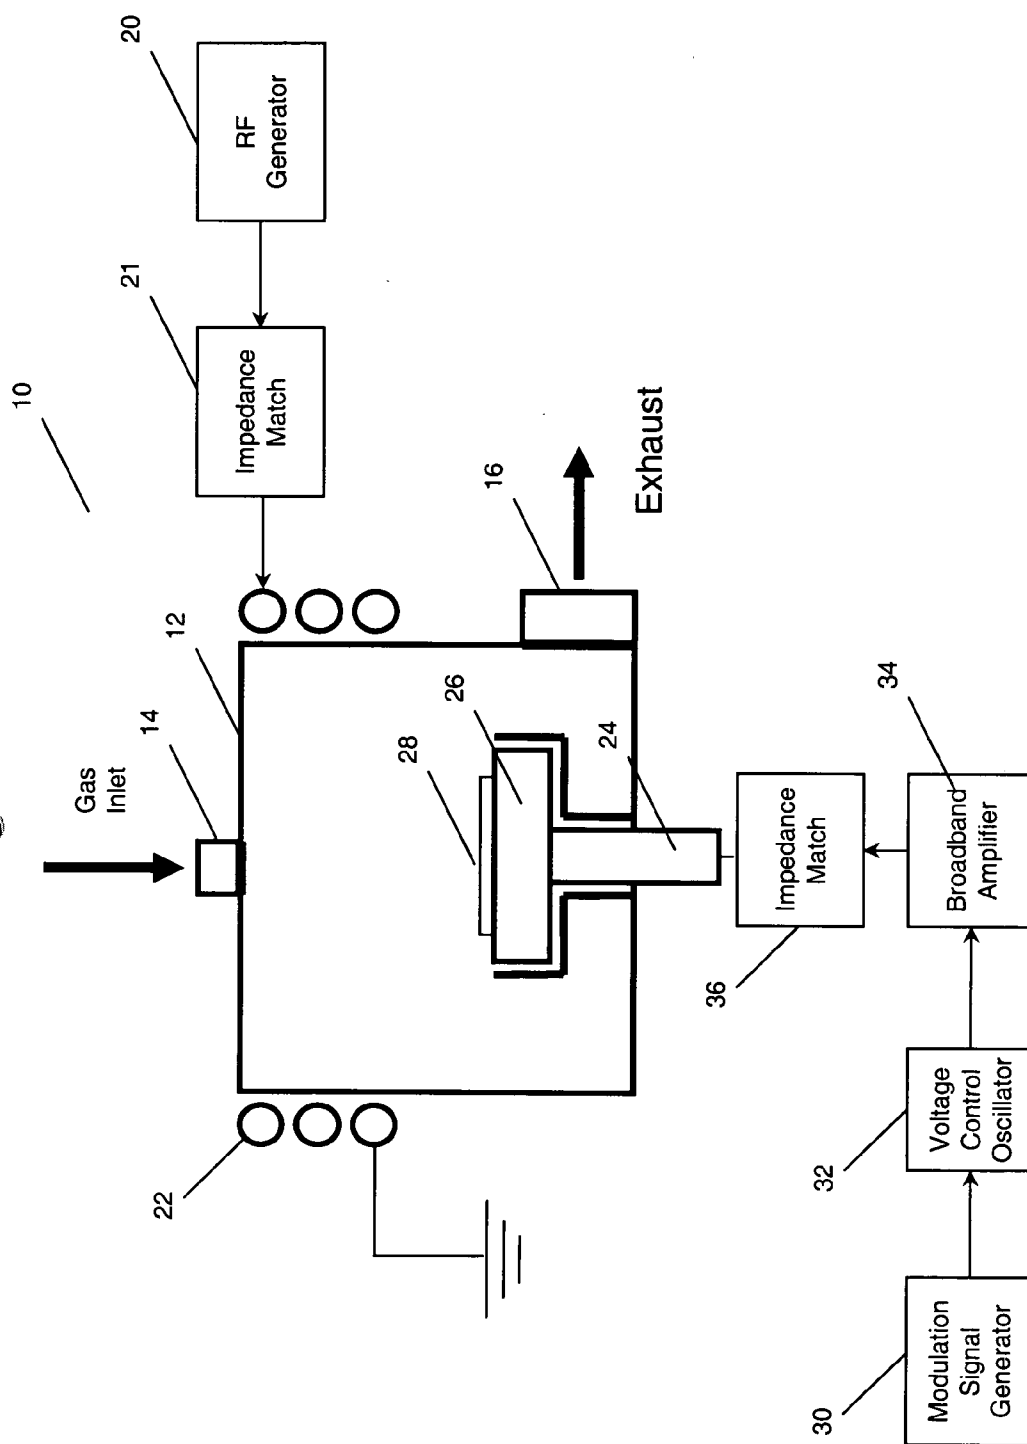 10
20
RF
Generator
21
Impedance
Match
Gas
Inlet
14
12
16
Exhaust
22
28
26
24
36
Impedance
Match
34
Broadband
Amplifier
32
Voltage
Control
Oscillator
30
Modulation
Signal
Generator